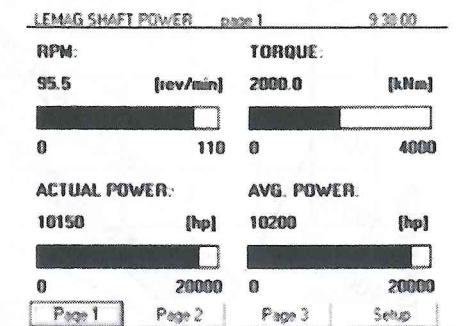 LEMAG SHAFT POWER page 1 9:30:00
RPM: TORQUE:
95.5 [rev/min] 2000.0 [kNm]
0 110 0 4000
ACTUAL POWER: AVG. POWER:
10150 [hp] 10200 [hp]
0 20000 0 20000
Page 1 Page 2 Page 3 Setup